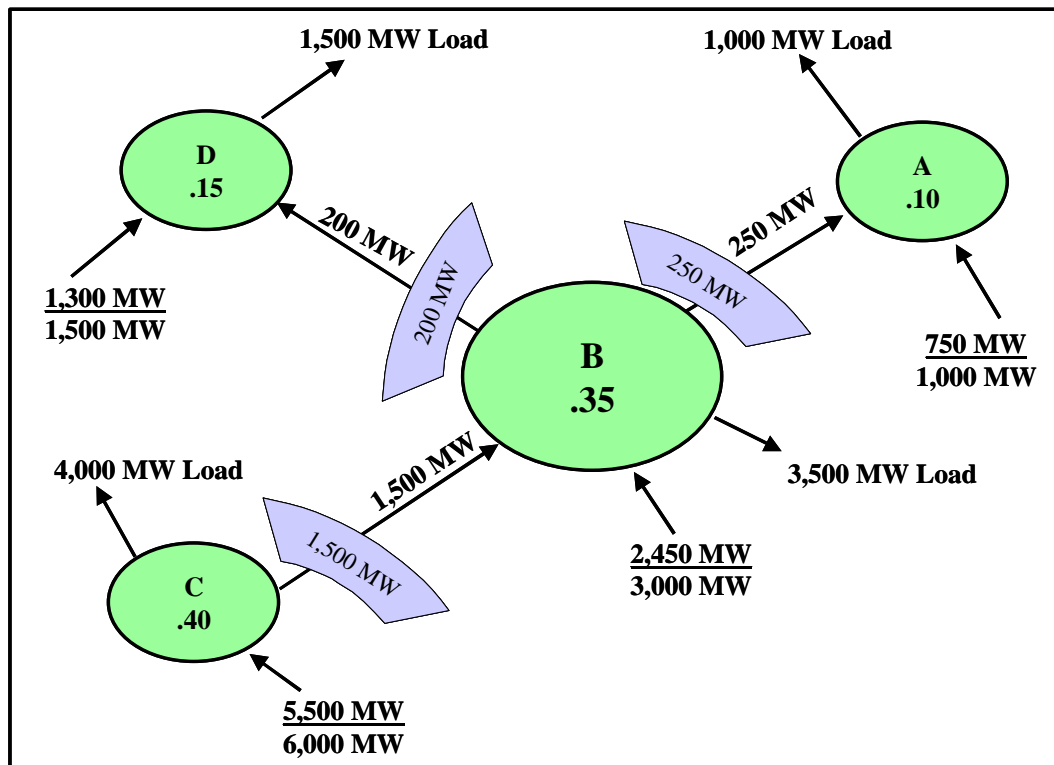 1,500 MW Load
1,000 MW Load
D
.15
A
.10
200 MW
250 MW
200 MW
250 MW
1,300 MW
1,500 MW
750 MW
1,000 MW
B
.35
4,000 MW Load
1,500 MW
3,500 MW Load
1,500 MW
2,450 MW
3,000 MW
C
.40
5,500 MW
6,000 MW